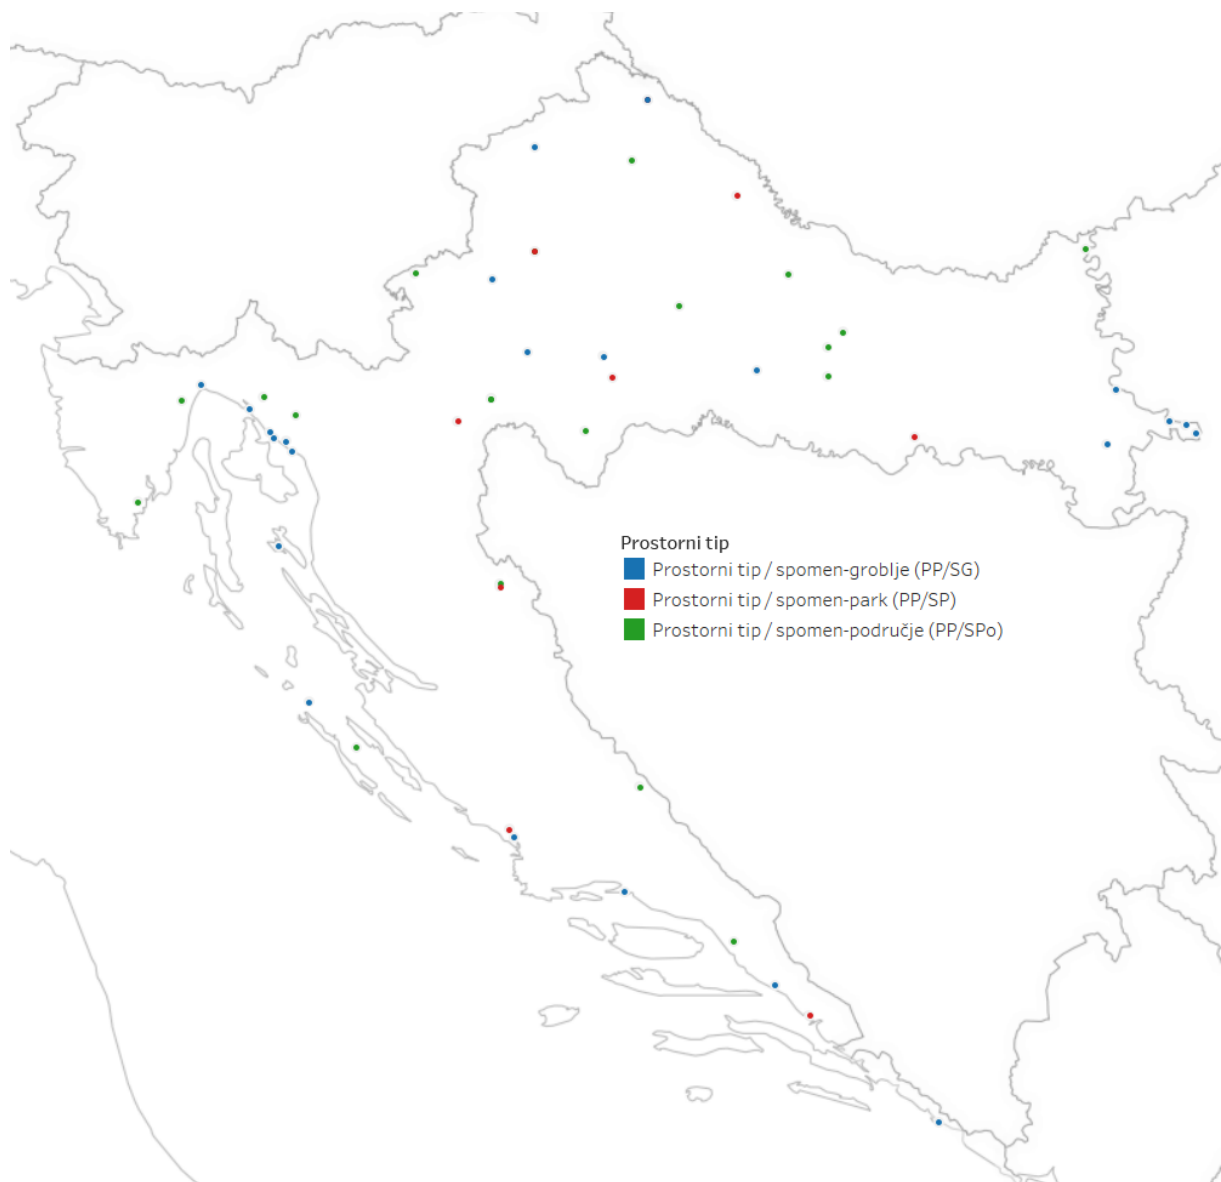 Prostorni tip
Prostorni tip / spomen-groblje (PP/SG)
Prostorni tip / spomen-park (PP/SP)
Prostorni tip / spomen-područje (PP/SPo)